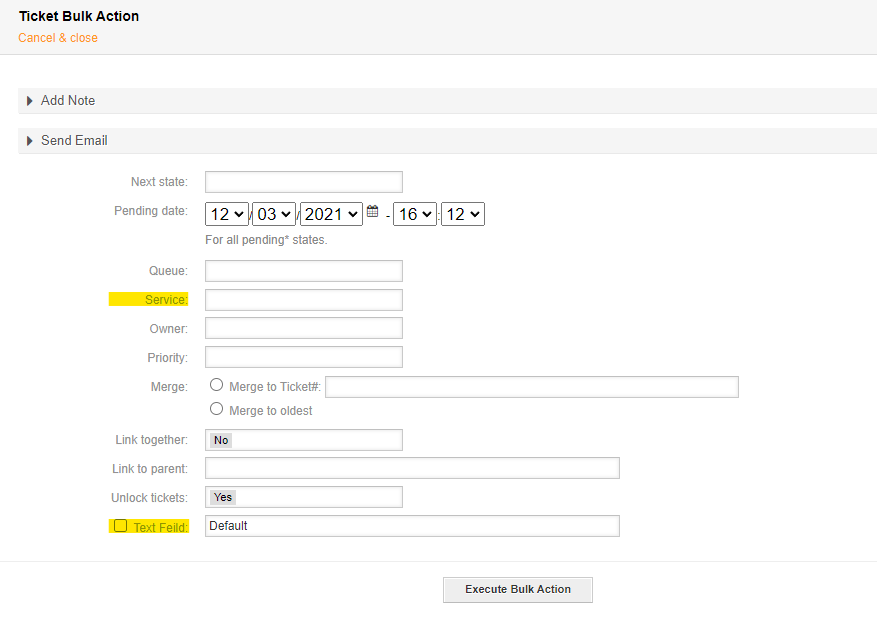 Ticket Bulk Action
Cancel & close
Add Note
Send Email
Next state:
Pending date: 12 / 03 / 2021 - 16 : 12
For all pending* states.
Queue:
Service:
Owner:
Priority:
Merge: Merge to Ticket#:
Merge to oldest
Link together: No
Link to parent:
Unlock tickets: Yes
Text Feild: Default
Execute Bulk Action